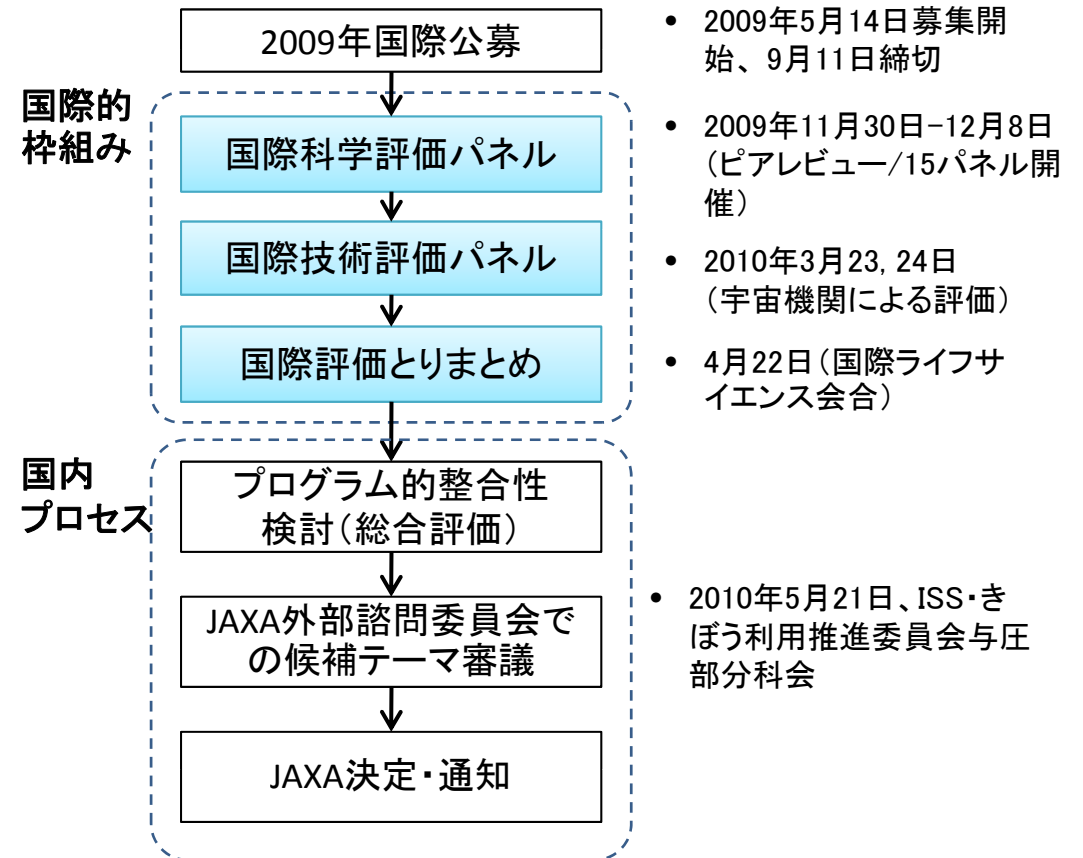 2009年国際公募
• 2009年5月14日募集開
始、9月11日締切
国際的
枠組み
国際科学評価パネル
• 2009年11月30日-12月8日
(ピアレビュー/15パネル開
催)
国際技術評価パネル
• 2010年3月23, 24日
(宇宙機関による評価)
国際評価とりまとめ
• 4月22日(国際ライフサ
イエンス会合)
国内
プロセス
プログラム的整合性
検討(総合評価)
JAXA外部諮問委員会で
の候補テーマ審議
• 2010年5月21日、ISS・き
ぼう利用推進委員会与圧
部分科会
JAXA決定・通知